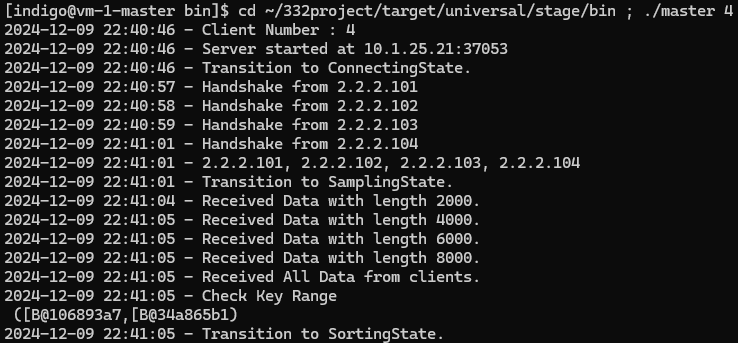 [indigo@vm-1-master bin]$ cd ~/332project/target/universal/stage/bin ; ./master 4
2024-12-09 22:40:46 - Client Number : 4
2024-12-09 22:40:46 - Server started at 10.1.25.21:37053
2024-12-09 22:40:46 - Transition to ConnectingState.
2024-12-09 22:40:57 - Handshake from 2.2.2.101
2024-12-09 22:40:58 - Handshake from 2.2.2.102
2024-12-09 22:40:59 - Handshake from 2.2.2.103
2024-12-09 22:41:01 - Handshake from 2.2.2.104
2024-12-09 22:41:01 - 2.2.2.101, 2.2.2.102, 2.2.2.103, 2.2.2.104
2024-12-09 22:41:01 - Transition to SamplingState.
2024-12-09 22:41:04 - Received Data with length 2000.
2024-12-09 22:41:05 - Received Data with length 4000.
2024-12-09 22:41:05 - Received Data with length 6000.
2024-12-09 22:41:05 - Received Data with length 8000.
2024-12-09 22:41:05 - Received All Data from clients.
2024-12-09 22:41:05 - Check Key Range
 ([B@106893a7,[B@34a865b1)
2024-12-09 22:41:05 - Transition to SortingState.